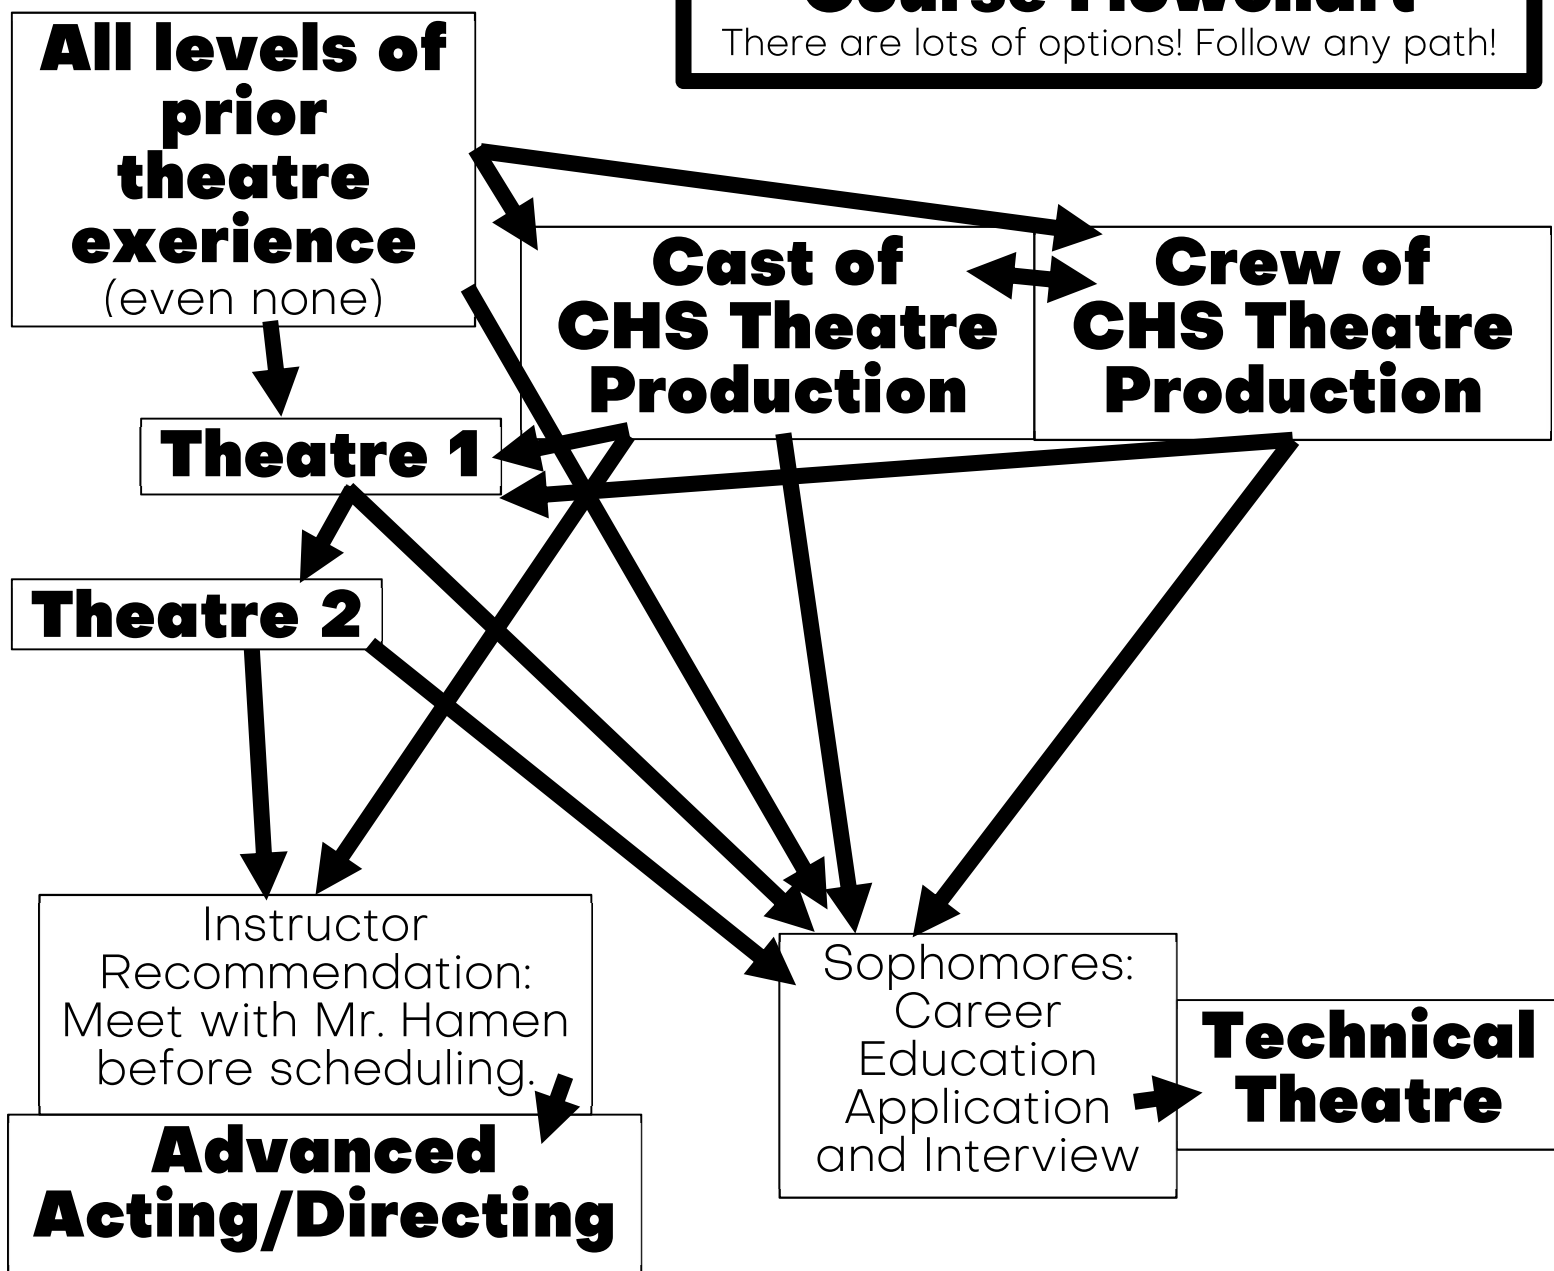 Course Flowchart
There are lots of options! Follow any path!
All levels of
prior
theatre
exerience
(even none)
Cast of
CHS Theatre
Production
Crew of
CHS Theatre
Production
Theatre 1
Theatre 2
Instructor
Recommendation:
Meet with Mr. Hamen
before scheduling.
Advanced
Acting/Directing
Sophomores:
Career
Education
Application
and Interview
Technical
Theatre